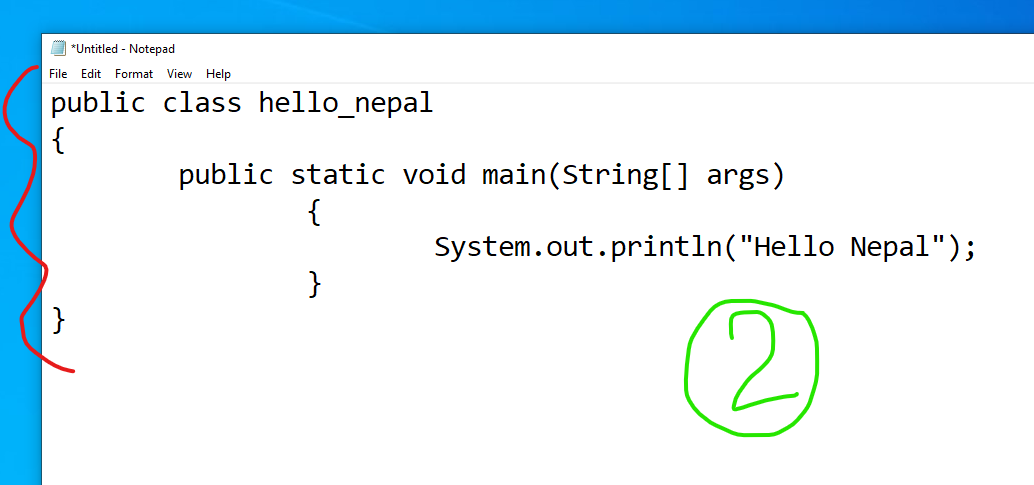 *Untitled - Notepad
File Edit Format View Help
public class hello_nepal
{
public static void main(String[] args)
{
System.out.println("Hello Nepal");
}
}
2